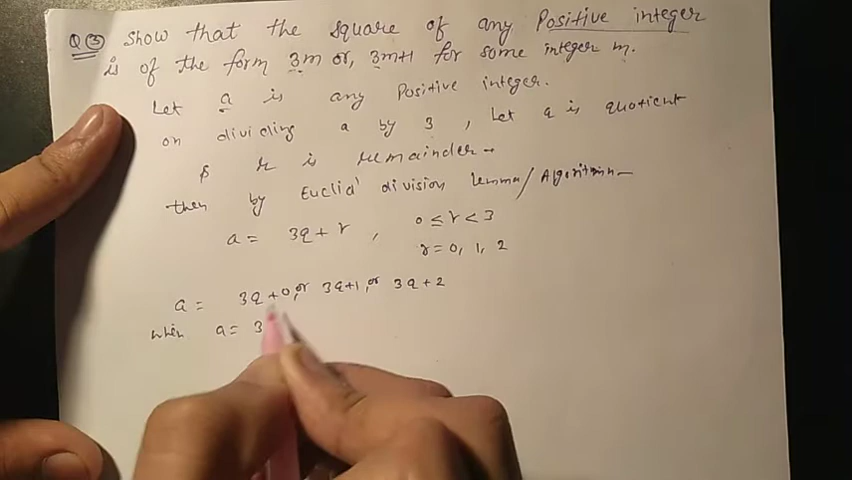 Q③ Show that the square of any Positive integer
is of the form 3m or, 3m+1 for some integer m.
Let a is any Positive integer.
on dividing a by 3, Let q is quotient
& r is remainder.
then by Euclid' division lemma/Algorithm
a = 3q + r, 0 ≤ r < 3
r = 0, 1, 2
a = 3q + 0, or 3q+1, or 3q + 2
when a = 3